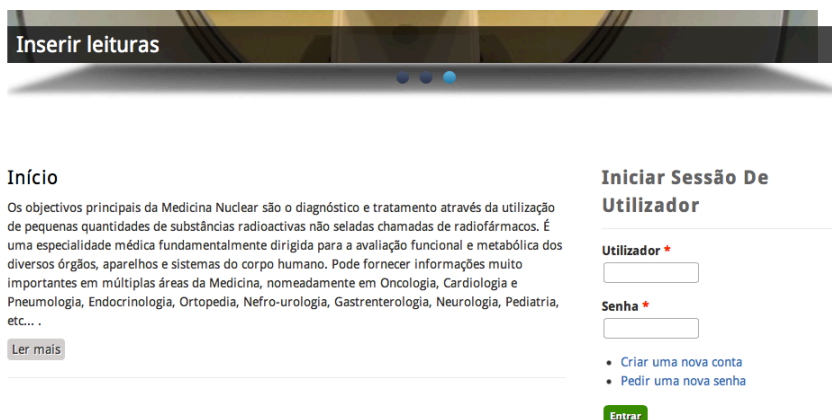 Inserir leituras
Início
Os objectivos principais da Medicina Nuclear são o diagnóstico e tratamento através da utilização
de pequenas quantidades de substâncias radioactivas não seladas chamadas de radiofármacos. É
uma especialidade médica fundamentalmente dirigida para a avaliação funcional e metabólica dos
diversos órgãos, aparelhos e sistemas do corpo humano. Pode fornecer informações muito
importantes em múltiplas áreas da Medicina, nomeadamente em Oncologia, Cardiologia e
Pneumologia, Endocrinologia, Ortopedia, Nefro-urologia, Gastrenterologia, Neurologia, Pediatria,
etc... .
Ler mais
Iniciar Sessão De
Utilizador
Utilizador *
Senha *
Criar uma nova conta
Pedir uma nova senha
Entrar